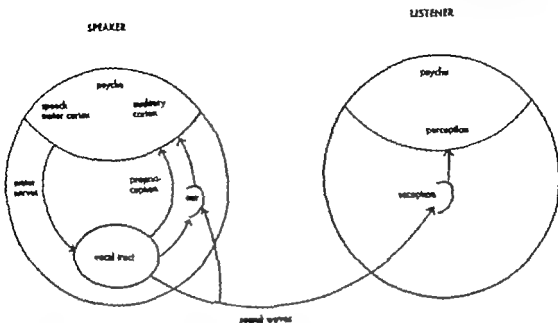 SPEAKER
LISTENER
psyche
speech
motor cortex
auditory
cortex
motor
nerves
proprio-
ception
ear
vocal tract
sound waves
psyche
perception
reception